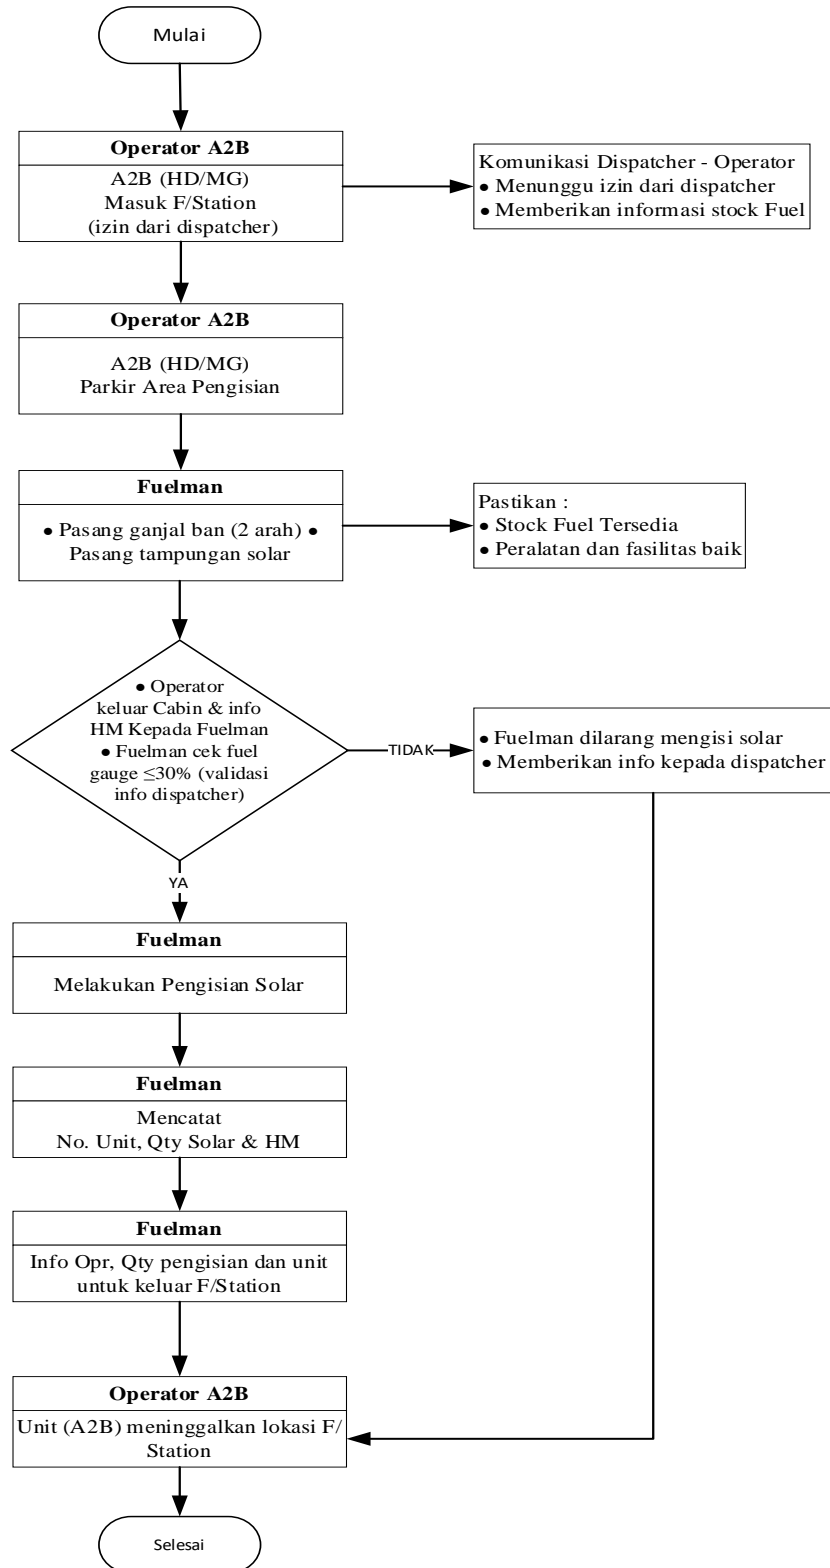 Mulai
Operator A2B
A2B (HD/MG)
Masuk F/Station
(izin dari dispatcher)
Komunikasi Dispatcher - Operator
● Menunggu izin dari dispatcher
● Memberikan informasi stock Fuel
Operator A2B
A2B (HD/MG)
Parkir Area Pengisian
Fuelman
● Pasang ganjal ban (2 arah) ●
Pasang tampungan solar
Pastikan :
● Stock Fuel Tersedia
● Peralatan dan fasilitas baik
● Operator
keluar Cabin & info
HM Kepada Fuelman
● Fuelman cek fuel
gauge ≤30% (validasi
info dispatcher)
TIDAK
● Fuelman dilarang mengisi solar
● Memberikan info kepada dispatcher
YA
Fuelman
Melakukan Pengisian Solar
Fuelman
Mencatat
No. Unit, Qty Solar & HM
Fuelman
Info Opr, Qty pengisian dan unit
untuk keluar F/Station
Operator A2B
Unit (A2B) meninggalkan lokasi F/
Station
Selesai